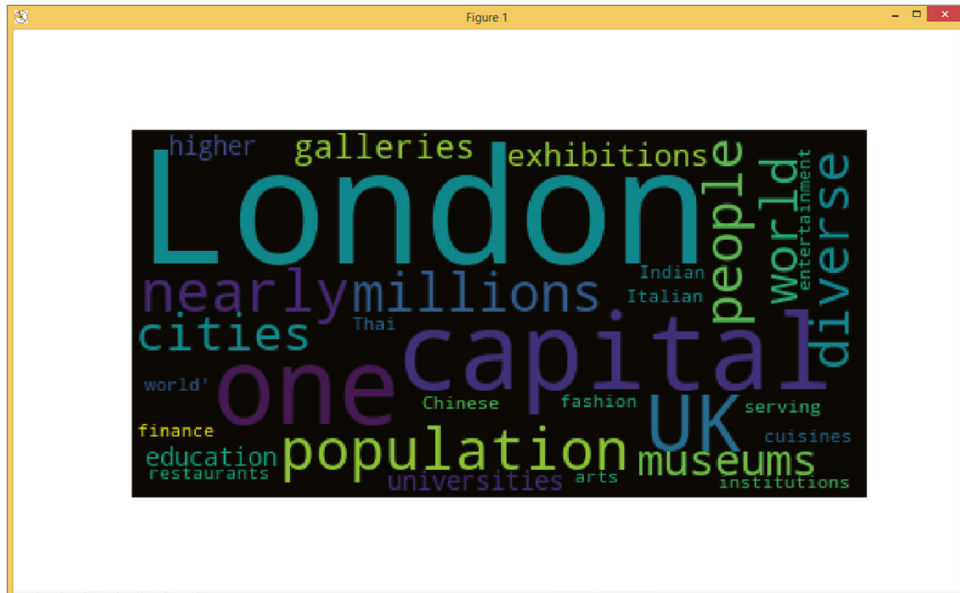 Figure 1
higher
galleries
exhibitions
London
people
world
entertainment
diverse
nearly
millions
Indian
Italian
Thai
cities
capital
one
world'
Chinese
fashion
UK
serving
finance
population
cuisines
education
museums
restaurants
universities
arts
institutions